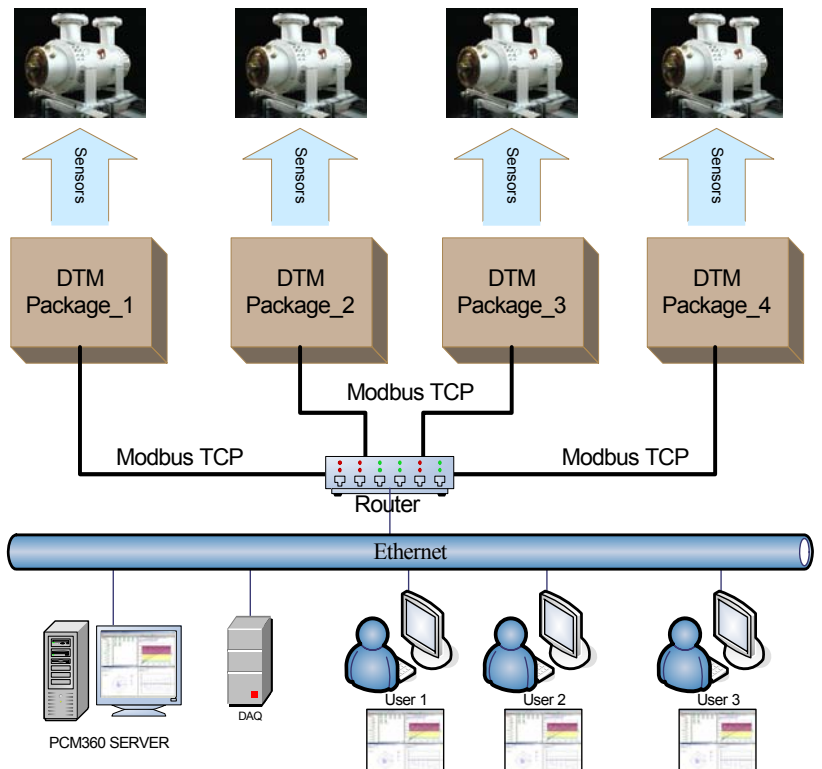 Sensors
Sensors
Sensors
Sensors
DTM
Package_1
DTM
Package_2
DTM
Package_3
DTM
Package_4
Modbus TCP
Modbus TCP
Modbus TCP
Router
Ethernet
PCM360 SERVER
DAQ
User 1
User 2
User 3